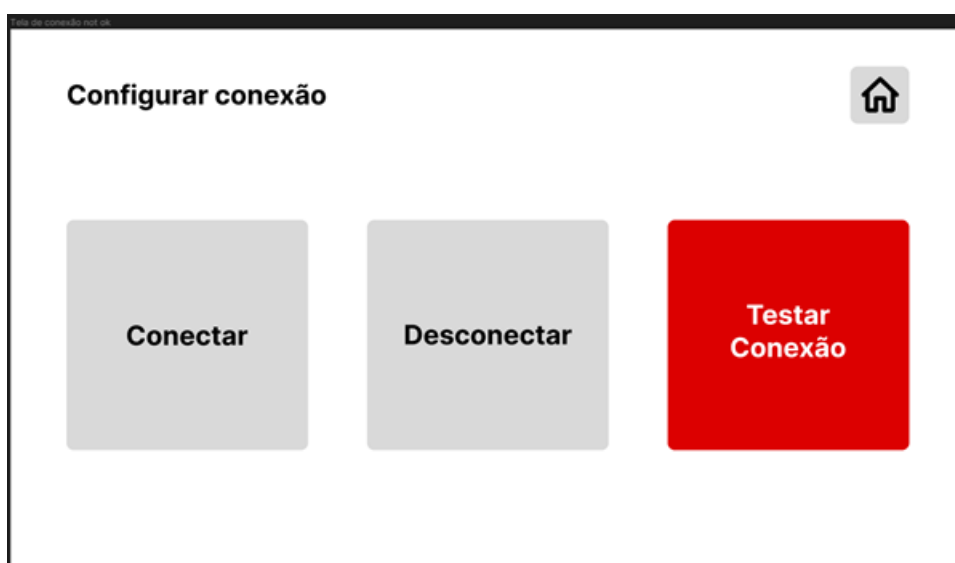 Tela de conexão not ok
Configurar conexão
Conectar
Desconectar
Testar
Conexão